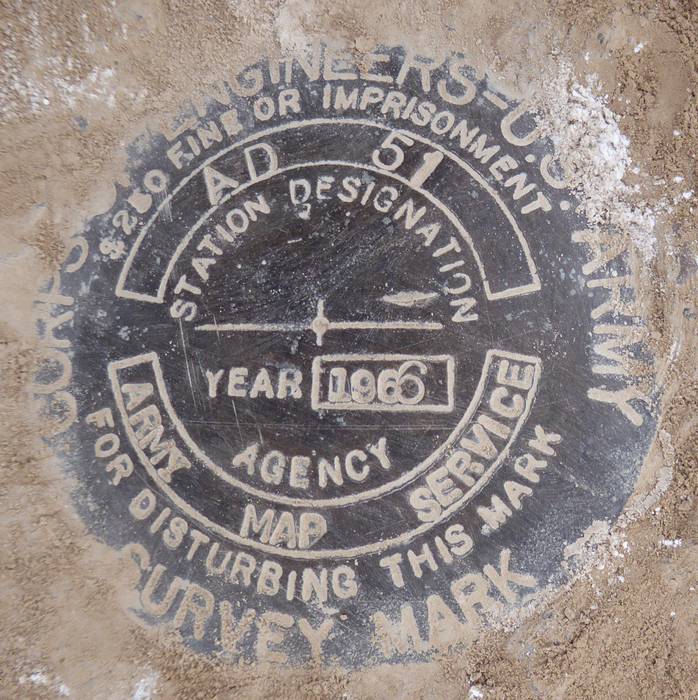 CORPS ENGINEERS-U.S. ARMY
$250 FINE OR IMPRISONMENT
AD 51
STATION DESIGNATION
YEAR 1966
AGENCY
ARMY MAP SERVICE
FOR DISTURBING THIS MARK
SURVEY MARK